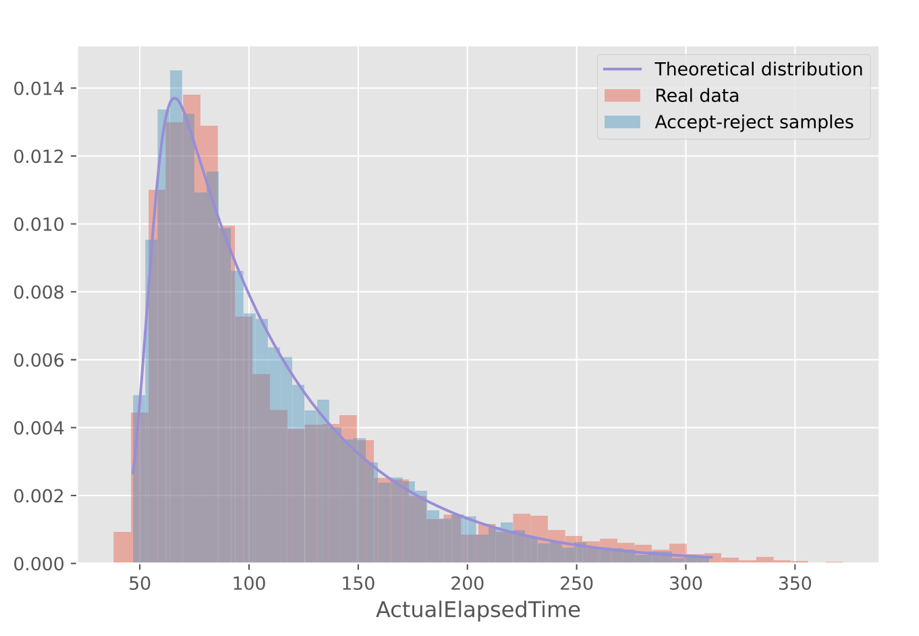 Theoretical distribution
Real data
Accept-reject samples
0.014
0.012
0.010
0.008
0.006
0.004
0.002
0.000
50 100 150 200 250 300 350
ActualElapsedTime